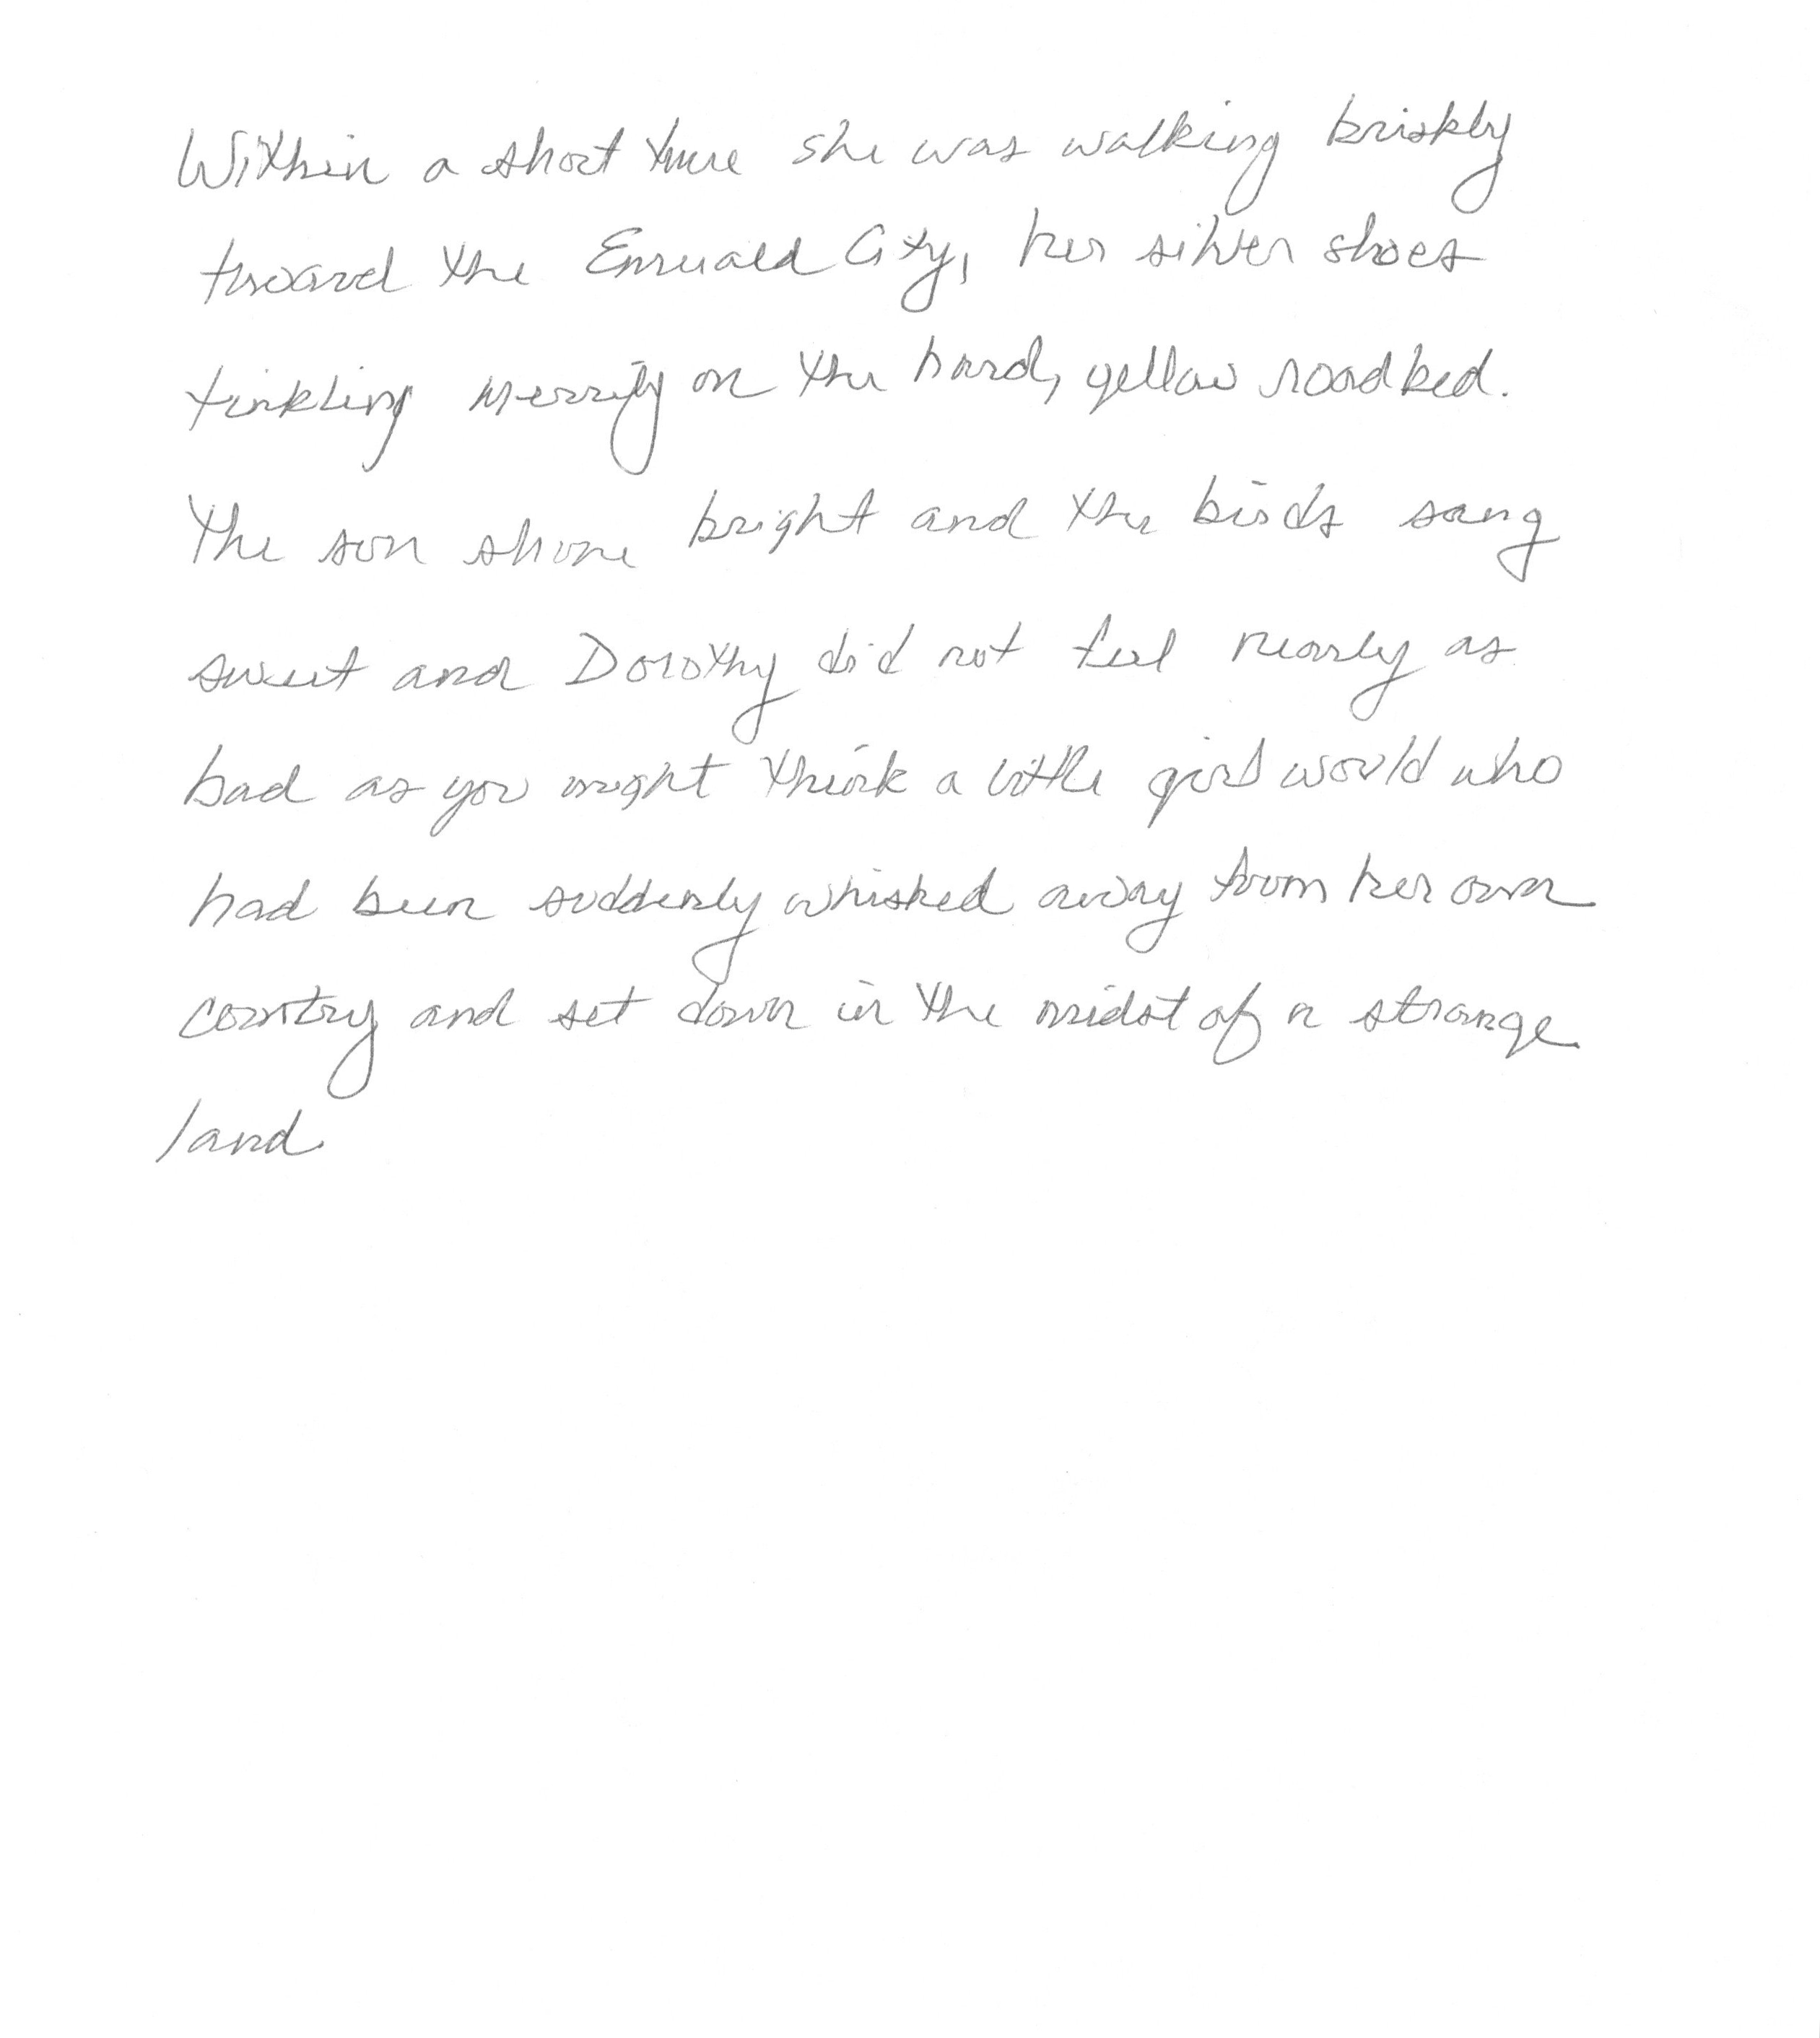 Within a short time she was walking briskly
toward the Emerald City, her silver shoes
tinkling merrily on the hard, yellow roadbed.
The sun shone bright and the birds sang
sweet and Dorothy did not feel nearly as
bad as you might think a little girl would who
had been suddenly whisked away from her own
country and set down in the midst of a strange
land